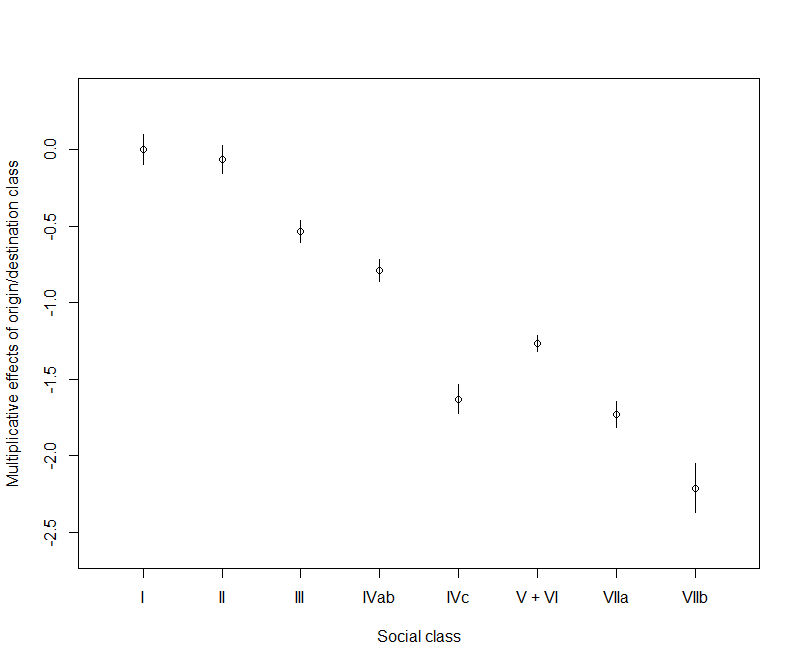 Multiplicative effects of origin/destination class
0.0
-0.5
-1.0
-1.5
-2.0
-2.5
I II III IVab IVc V + VI VIIa VIIb
Social class